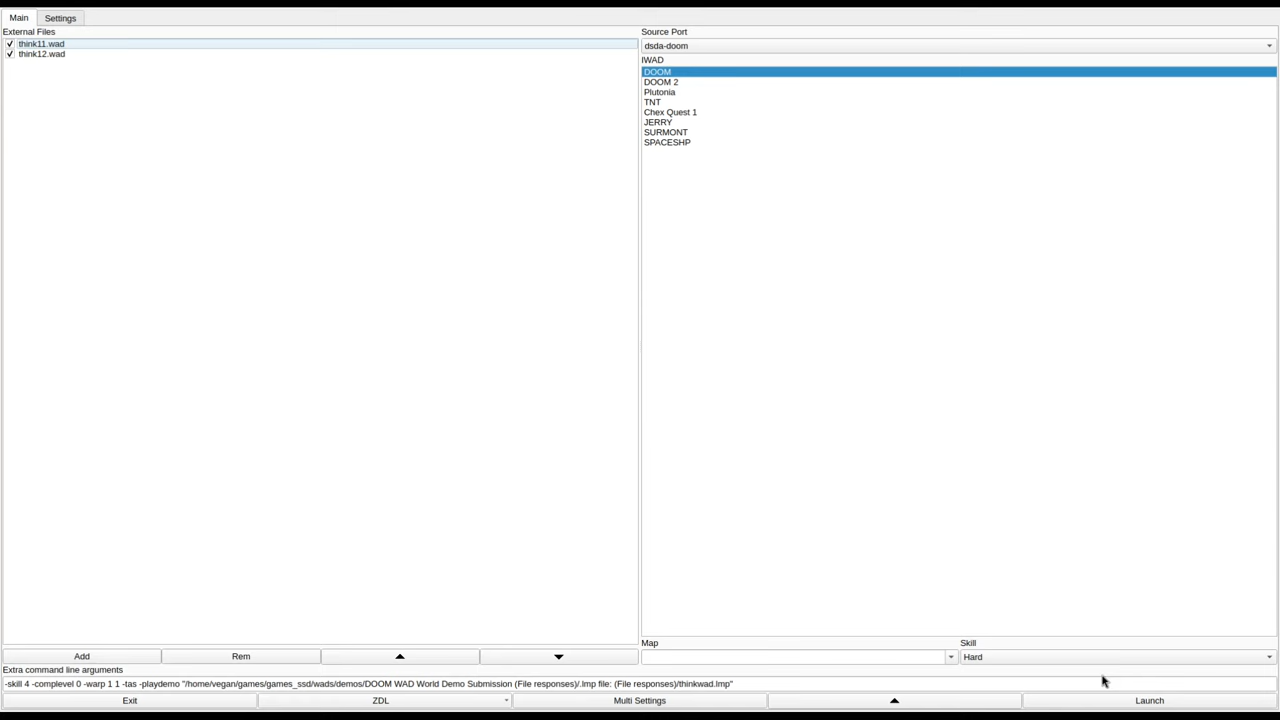 Main Settings
External Files
think11.wad
think12.wad
Source Port
dsda-doom
IWAD
DOOM
DOOM 2
Plutonia
TNT
Chex Quest 1
JERRY
SURMONT
SPACESHP
Map Skill
Hard
Add Rem
Extra command line arguments
-skill 4 -complevel 0 -warp 1 1 -tas -playdemo "/home/vegan/games/games_ssd/wads/demos/DOOM WAD World Demo Submission (File responses)/.lmp file: (File responses)/thinkwad.lmp"
Exit ZDL Multi Settings Launch